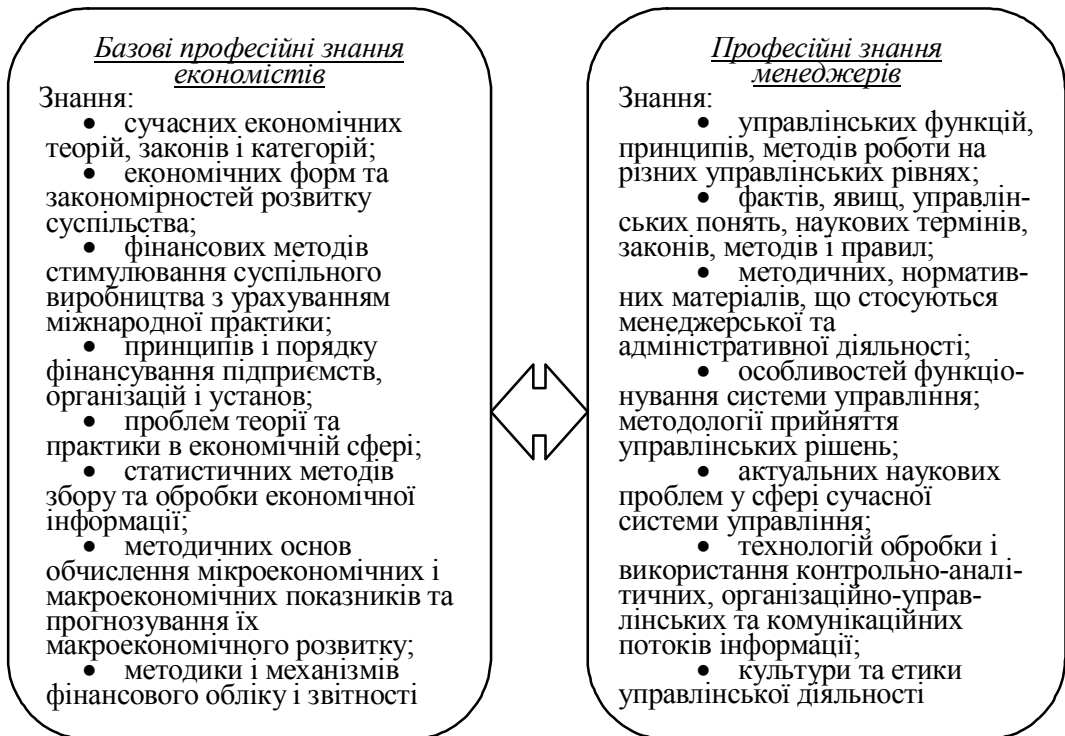 Базові професійні знання
економістів
Знання:
• сучасних економічних
теорій, законів і категорій;
• економічних форм та
закономірностей розвитку
суспільства;
• фінансових методів
стимулювання суспільного
виробництва з урахуванням
міжнародної практики;
• принципів і порядку
фінансування підприємств,
організацій і установ;
• проблем теорії та
практики в економічній сфері;
• статистичних методів
збору та обробки економічної
інформації;
• методичних основ
обчислення мікроекономічних і
макроекономічних показників та
прогнозування їх
макроекономічного розвитку;
• методики і механізмів
фінансового обліку і звітності
Професійні знання
менеджерів
Знання:
• управлінських функцій,
принципів, методів роботи на
різних управлінських рівнях;
• фактів, явищ, управлін-
ських понять, наукових термінів,
законів, методів і правил;
• методичних, норматив-
них матеріалів, що стосуються
менеджерської та
адміністративної діяльності;
• особливостей функціо-
нування системи управління;
методології прийняття
управлінських рішень;
• актуальних наукових
проблем у сфері сучасної
системи управління;
• технологій обробки і
використання контрольно-аналі-
тичних, організаційно-управ-
лінських та комунікаційних
потоків інформації;
• культури та етики
управлінської діяльності